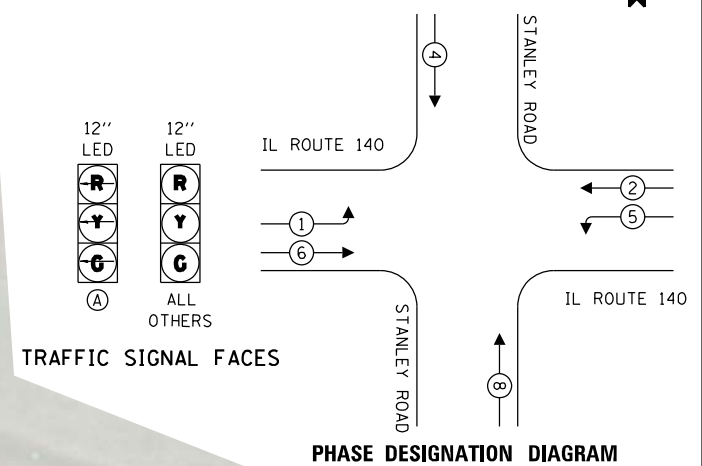 4
STANLEY ROAD
12" LED
12" LED
IL ROUTE 140
R
R
Y
Y
G
G
A
ALL OTHERS
TRAFFIC SIGNAL FACES
1
6
2
5
IL ROUTE 140
STANLEY ROAD
8
PHASE DESIGNATION DIAGRAM